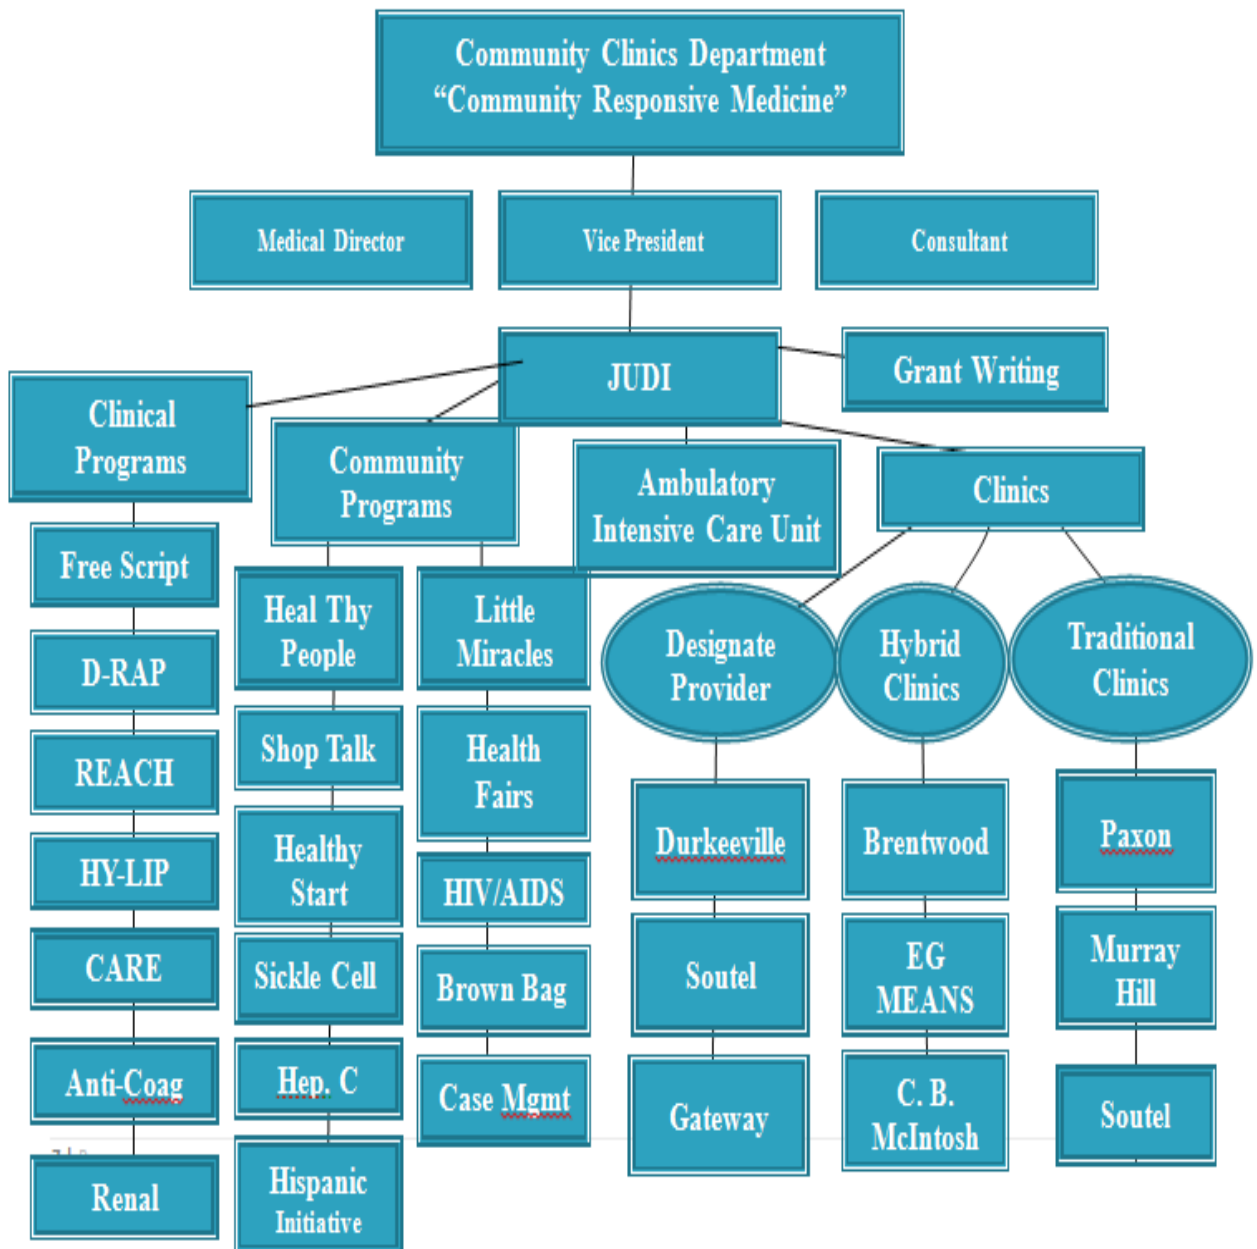 Community Clinics Department
“Community Responsive Medicine”
Medical Director
Vice President
Consultant
JUDI
Grant Writing
Clinical
Programs
Community
Programs
Ambulatory
Intensive Care Unit
Clinics
Free Script
D-RAP
REACH
HY-LIP
CARE
Anti-Coag
Renal
Heal Thy
People
Shop Talk
Healthy
Start
Sickle Cell
Hep. C
Hispanic
Initiative
Little
Miracles
Health
Fairs
HIV/AIDS
Brown Bag
Case Mgmt
Designate
Provider
Durkeeville
Soutel
Gateway
Hybrid
Clinics
Brentwood
EG
MEANS
C. B.
McIntosh
Traditional
Clinics
Paxon
Murray
Hill
Soutel